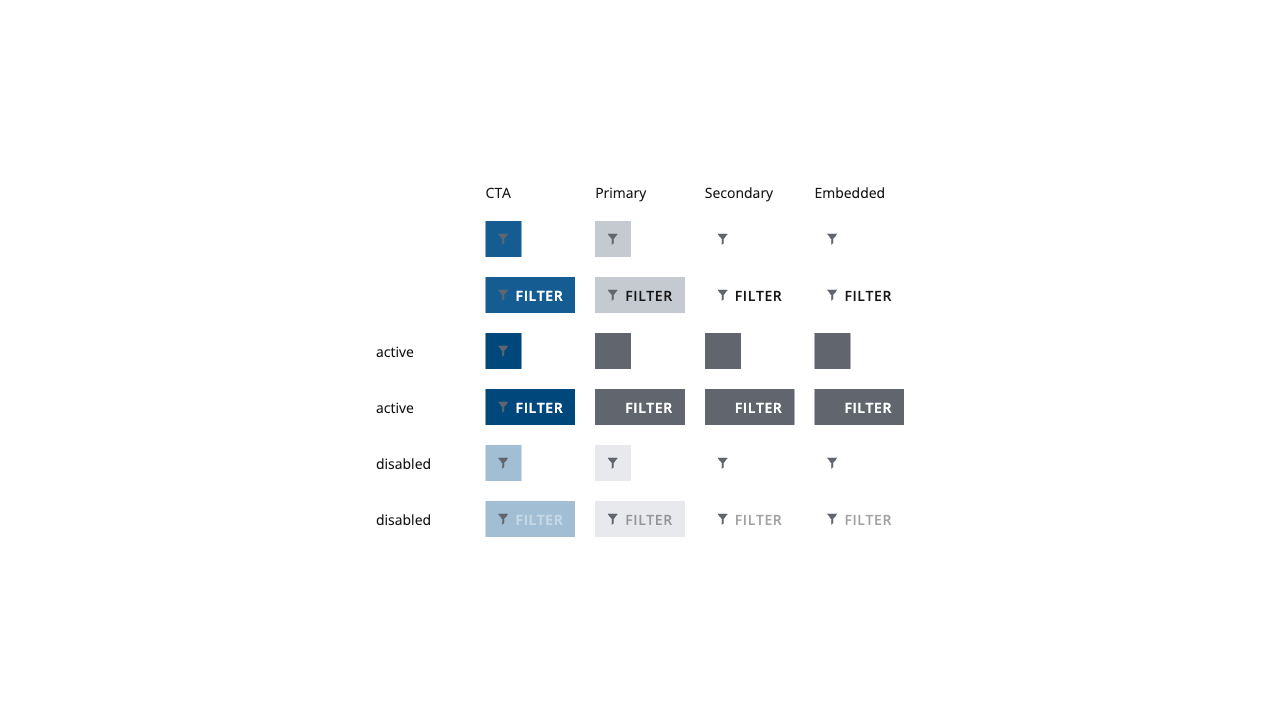 CTA Primary Secondary Embedded
FILTER FILTER FILTER FILTER
active
active FILTER FILTER FILTER FILTER
disabled
disabled FILTER FILTER FILTER FILTER